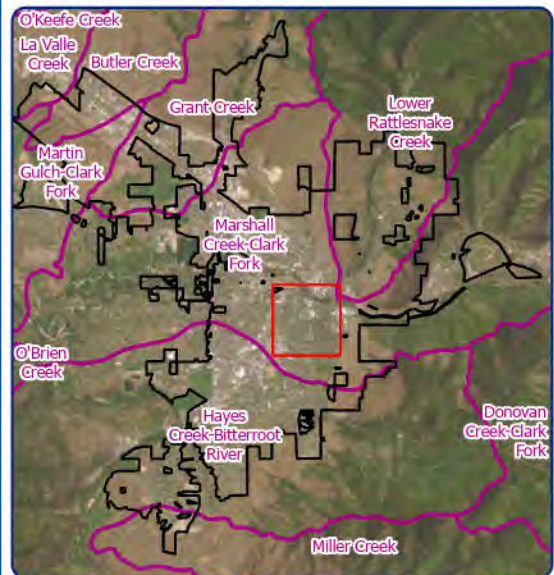 O'Keefe Creek
La Valle
Creek
Butler Creek
Grant Creek
Lower
Rattlesnake
Creek
Martin
Gulch-Clark
Fork
Marshall
Creek-Clark
Fork
O'Brien
Creek
Hayes
Creek-Bitterroot
River
Donovan
Creek-Clark
Fork
Miller Creek